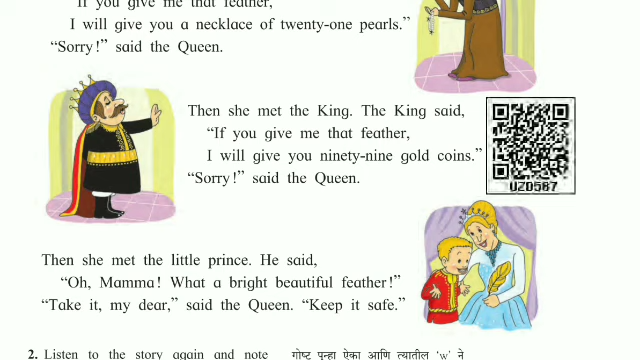 "If you give me that feather,
I will give you a necklace of twenty-one pearls."
"Sorry!" said the Queen.
Then she met the King. The King said,
"If you give me that feather,
I will give you ninety-nine gold coins."
"Sorry!" said the Queen.
UZD587
Then she met the little prince. He said,
"Oh, Mamma! What a bright beautiful feather!"
"Take it, my dear," said the Queen. "Keep it safe."
2. Listen to the story again and note
गोष्ट पुन्हा ऐका आणि त्यातील 'w' ने